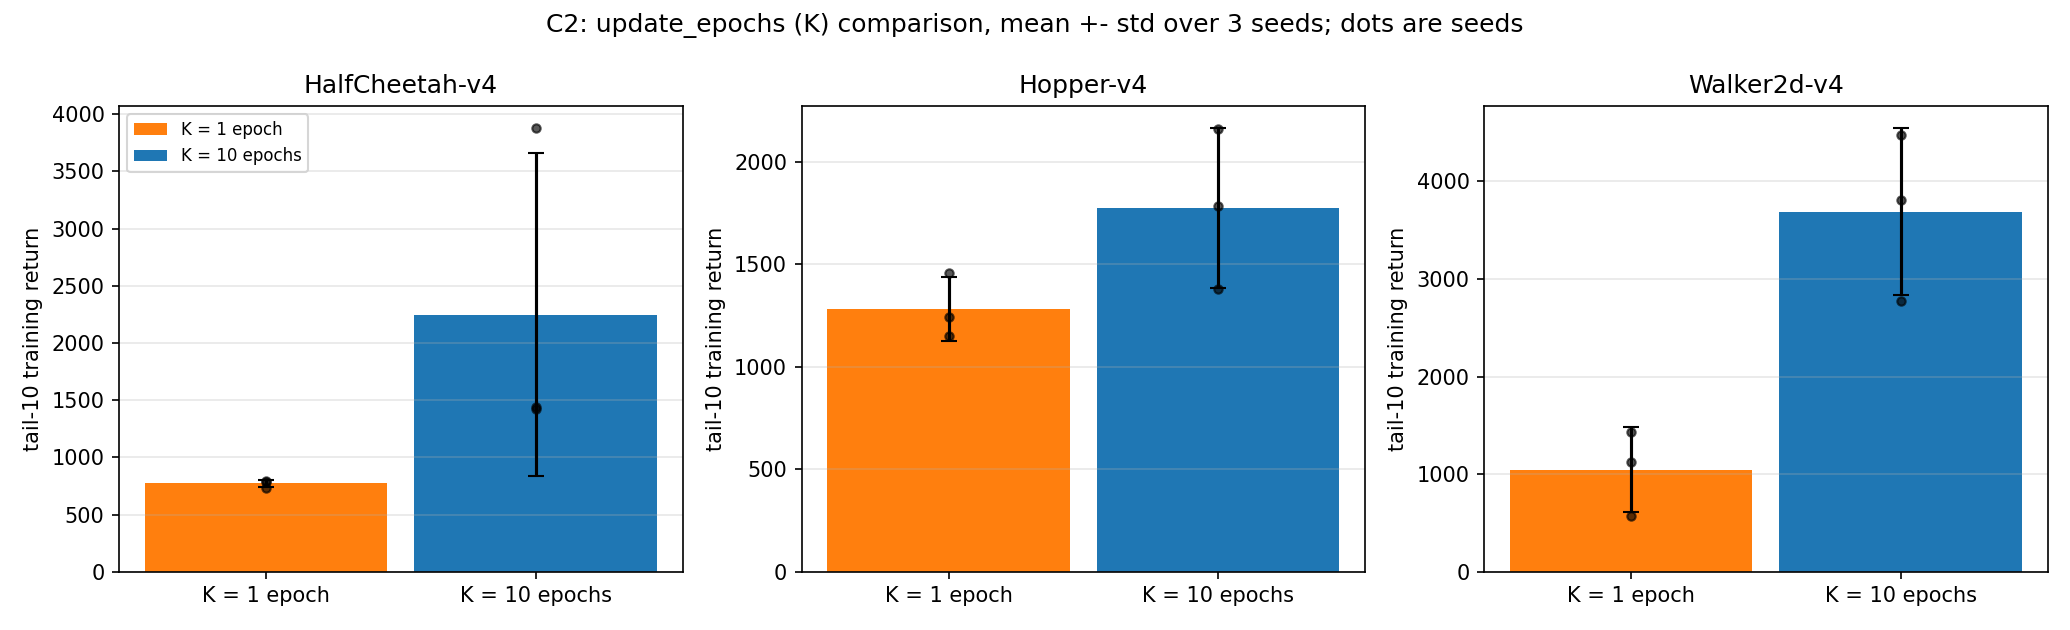 C2: update_epochs (K) comparison, mean +- std over 3 seeds; dots are seeds
HalfCheetah-v4
tail-10 training return
4000
3500
3000
2500
2000
1500
1000
500
0
K = 1 epoch
K = 10 epochs
K = 1 epoch
K = 10 epochs
Hopper-v4
tail-10 training return
2000
1500
1000
500
0
K = 1 epoch
K = 10 epochs
Walker2d-v4
tail-10 training return
4000
3000
2000
1000
0
K = 1 epoch
K = 10 epochs